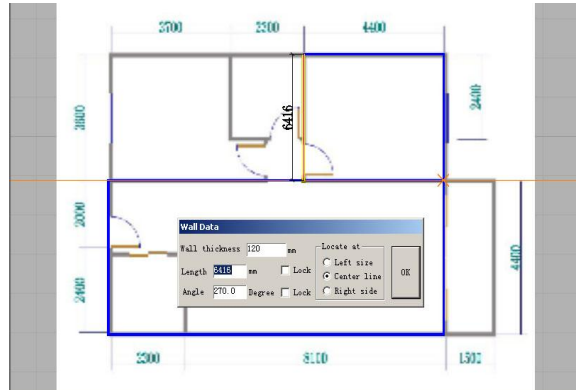 3700 2300 4400
6416
2400
3800
2000
2400
4400
Wall Data
Wall thickness 120 mm
Length 6416 mm Lock
Angle 270.0 Degree Lock
Locate at
Left size
Center line
Right side
OK
2300 8100 1500